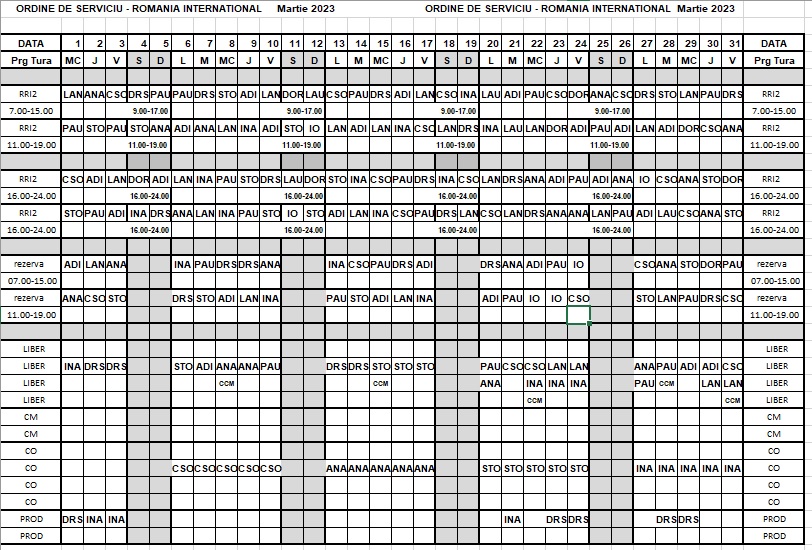 ORDINE DE SERVICIU - ROMANIA INTERNATIONAL Martie 2023 ORDINE DE SERVICIU - ROMANIA INTERNATIONAL Martie 2023
DATA 1 2 3 4 5 6 7 8 9 10 11 12 13 14 15 16 17 18 19 20 21 22 23 24 25 26 27 28 29 30 31 DATA
Prg Tura MC J V S D L M MC J V S D L M MC J V S D L M MC J V S D L M MC J V Prg Tura
RRI2 LAN ANA CSO DRS PAU PAU DRS STO ADI LAN DOR LAU CSO PAU DRS ADI LAN CSO INA LAU ADI PAU CSO DOR ANA CSO DRS STO LAN PAU DRS RRI2
7.00-15.00 9.00-17.00 9.00-17.00 9.00-17.00 9.00-17.00 7.00-15.00
RRI2 PAU STO PAU STO ANA ADI ANA LAN INA ADI STO IO LAN ADI LAN INA CSO LAN DRS INA LAU LAN DOR ADI PAU ADI LAN ADI DOR CSO ANA RRI2
11.00-19.00 11.00-19.00 11.00-19.00 11.00-19.00 11.00-19.00 11.00-19.00
RRI2 CSO ADI LAN DOR ADI LAN INA PAU STO DRS LAU DOR STO INA CSO PAU DRS INA CSO LAN DRS ANA ADI PAU ADI ANA IO CSO ANA STO DOR RRI2
16.00-24.00 16.00-24.00 16.00-24.00 16.00-24.00 16.00-24.00 16.00-24.00
RRI2 STO PAU ADI INA DRS ANA LAN INA PAU STO IO STO ADI LAN INA CSO PAU DRS LAN CSO LAN DRS ANA ANA LAN PAU ADI LAU CSO ANA STO RRI2
16.00-24.00 16.00-24.00 16.00-24.00 16.00-24.00 16.00-24.00 16.00-24.00
rezerva ADI LAN ANA INA PAU DRS DRS ANA INA CSO PAU DRS ADI DRS ANA ADI PAU IO CSO ANA STO DOR PAU rezerva
07.00-15.00 07.00-15.00
rezerva ANA CSO STO DRS STO ADI LAN INA PAU STO ADI LAN INA ADI PAU IO IO CSO STO LAN PAU DRS CSO rezerva
11.00-19.00 11.00-19.00
LIBER LIBER
LIBER INA DRS DRS STO ADI ANA ANA PAU DRS DRS STO STO STO PAU CSO CSO LAN LAN ANA PAU ADI ADI CSO LIBER
LIBER CCM CCM ANA INA INA INA PAU CCM LAN LAN LIBER
LIBER CCM CCM LIBER
CM CM
CM CM
CO CO
CO CSO CSO CSO CSO CSO ANA ANA ANA ANA ANA STO STO STO STO STO INA INA INA INA INA CO
CO CO
CO CO
PROD DRS INA INA INA DRS DRS DRS DRS PROD
PROD PROD